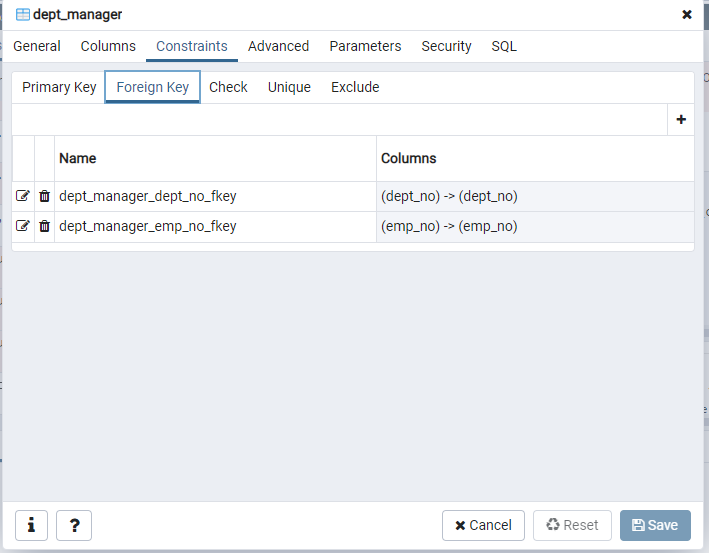 dept_manager
General Columns Constraints Advanced Parameters Security SQL
Primary Key Foreign Key Check Unique Exclude
Name Columns
dept_manager_dept_no_fkey (dept_no) -> (dept_no)
dept_manager_emp_no_fkey (emp_no) -> (emp_no)
i ? Cancel Reset Save